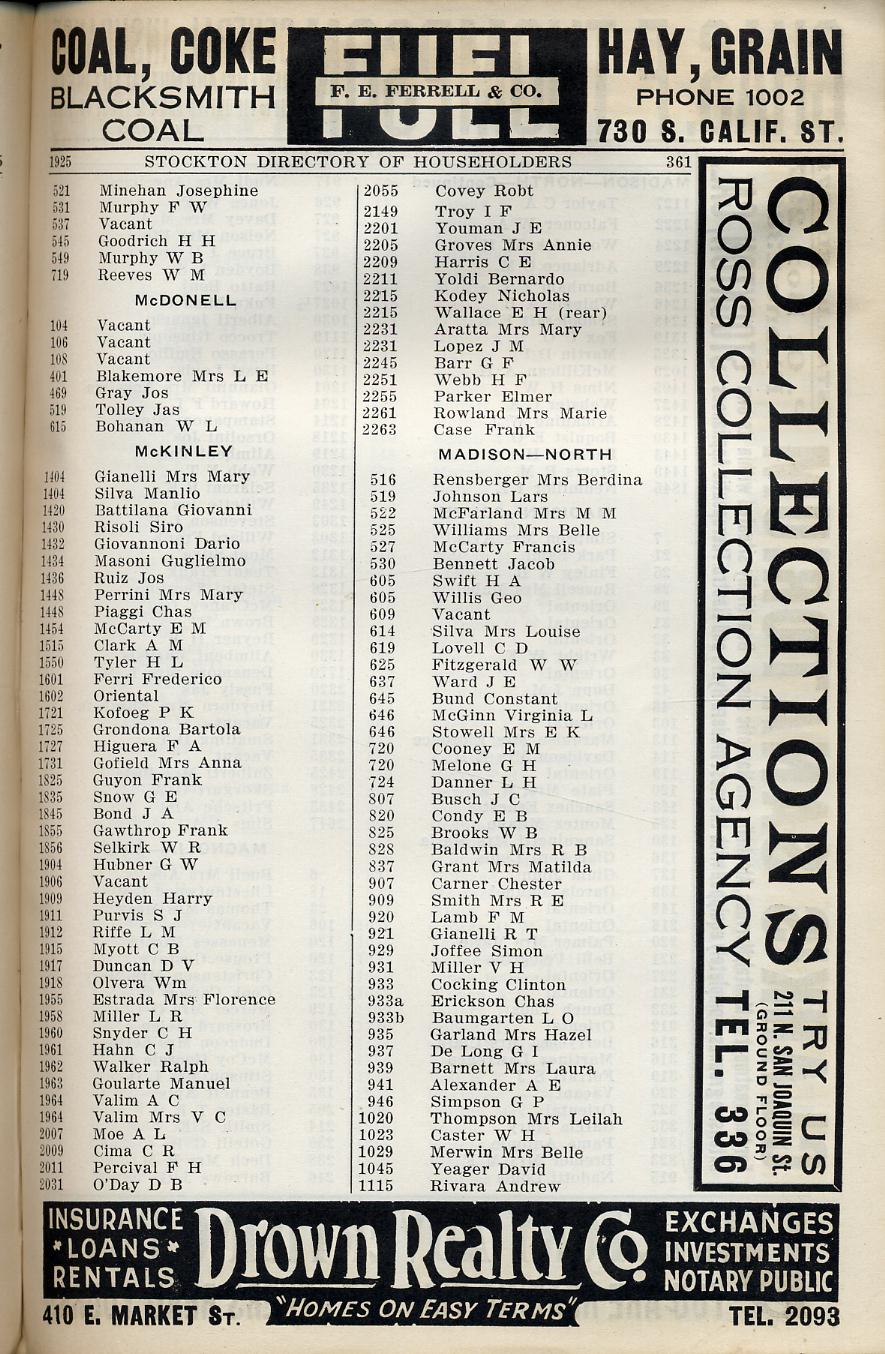 COAL, COKE
BLACKSMITH
COAL
FUEL
F. E. FERRELL & CO.
FUEL
HAY, GRAIN
PHONE 1002
730 S. CALIF. ST.
1925 STOCKTON DIRECTORY OF HOUSEHOLDERS 361
521 Minehan Josephine
531 Murphy F W
537 Vacant
545 Goodrich H H
549 Murphy W B
719 Reeves W M
McDONELL
104 Vacant
106 Vacant
108 Vacant
401 Blakemore Mrs L E
469 Gray Jos
519 Tolley Jas
615 Bohanan W L
McKINLEY
1404 Gianelli Mrs Mary
1404 Silva Manlio
1420 Battilana Giovanni
1430 Risoli Siro
1432 Giovannoni Dario
1434 Masoni Guglielmo
1436 Ruiz Jos
1448 Perrini Mrs Mary
1448 Piaggi Chas
1454 McCarty E M
1515 Clark A M
1550 Tyler H L
1601 Ferri Frederico
1602 Oriental
1721 Kofoeg P K
1725 Grondona Bartola
1727 Higuera F A
1731 Gofield Mrs Anna
1825 Guyon Frank
1835 Snow G E
1845 Bond J A
1855 Gawthrop Frank
1856 Selkirk W R
1904 Hubner G W
1906 Vacant
1909 Heyden Harry
1911 Purvis S J
1912 Riffe L M
1915 Myott C B
1917 Duncan D V
1918 Olvera Wm
1955 Estrada Mrs Florence
1958 Miller L R
1960 Snyder C H
1961 Hahn C J
1962 Walker Ralph
1963 Goularte Manuel
1964 Valim A C
1964 Valim Mrs V C
2007 Moe A L
2009 Cima C R
2011 Percival F H
2031 O'Day D B
2055 Covey Robt
2149 Troy I F
2201 Youman J E
2205 Groves Mrs Annie
2209 Harris C E
2211 Yoldi Bernardo
2215 Kodey Nicholas
2215 Wallace E H (rear)
2231 Aratta Mrs Mary
2231 Lopez J M
2245 Barr G F
2251 Webb H F
2255 Parker Elmer
2261 Rowland Mrs Marie
2263 Case Frank
MADISON—NORTH
516 Rensberger Mrs Berdina
519 Johnson Lars
522 McFarland Mrs M M
525 Williams Mrs Belle
527 McCarty Francis
530 Bennett Jacob
605 Swift H A
605 Willis Geo
609 Vacant
614 Silva Mrs Louise
619 Lovell C D
625 Fitzgerald W W
637 Ward J E
645 Bund Constant
646 McGinn Virginia L
646 Stowell Mrs E K
720 Cooney E M
720 Melone G H
724 Danner L H
807 Busch J C
820 Condy E B
825 Brooks W B
828 Baldwin Mrs R B
837 Grant Mrs Matilda
907 Carner Chester
909 Smith Mrs R E
920 Lamb F M
921 Gianelli R T
929 Joffee Simon
931 Miller V H
933 Cocking Clinton
933a Erickson Chas
933b Baumgarten L O
935 Garland Mrs Hazel
937 De Long G I
939 Barnett Mrs Laura
941 Alexander A E
946 Simpson G P
1020 Thompson Mrs Leilah
1023 Caster W H
1029 Merwin Mrs Belle
1045 Yeager David
1115 Rivara Andrew
COLLECTIONS
TRY US
211 N. SAN JOAQUIN St.
(GROUND FLOOR)
ROSS COLLECTION AGENCY TEL. 336
INSURANCE
*LOANS*
RENTALS
Drown Realty Co.
"HOMES ON EASY TERMS"
EXCHANGES
INVESTMENTS
NOTARY PUBLIC
410 E. MARKET ST.
TEL. 2093